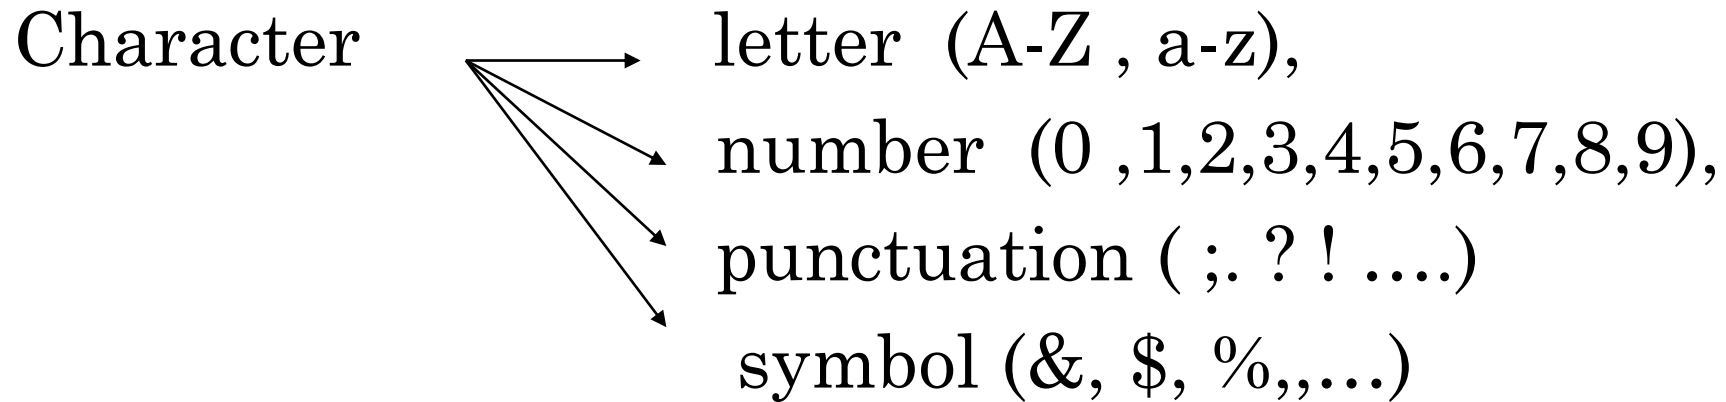 Character letter (A-Z , a-z),
number (0 ,1,2,3,4,5,6,7,8,9),
punctuation ( ;. ? ! ....)
symbol (&, $, %,,...)